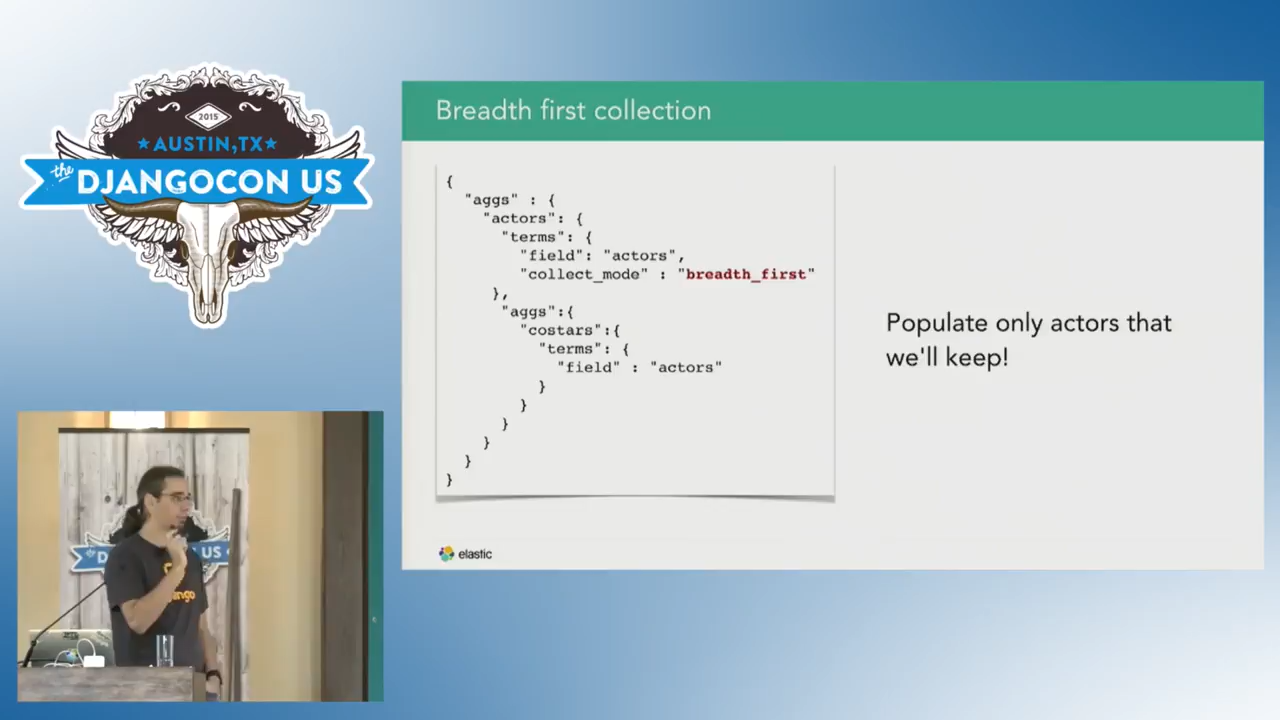 2015
AUSTIN,TX
the
DJANGOCON US
Breadth first collection
{
"aggs" : {
"actors": {
"terms": {
"field": "actors",
"collect_mode" : "breadth_first"
},
"aggs":{
"costars":{
"terms": {
"field" : "actors"
}
}
}
}
}
}
Populate only actors that
we'll keep!
elastic
US